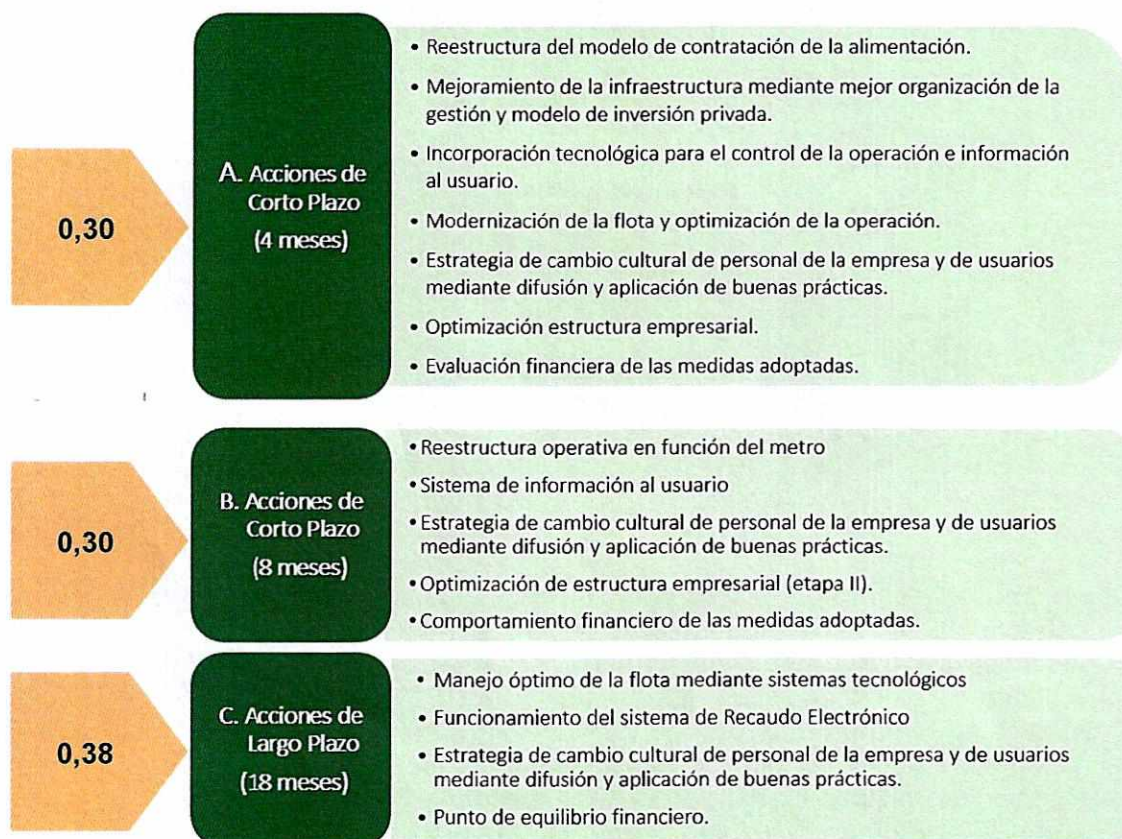 0,30
A. Acciones de
Corto Plazo
(4 meses)
• Reestructura del modelo de contratación de la alimentación.
• Mejoramiento de la infraestructura mediante mejor organización de la
gestión y modelo de inversión privada.
• Incorporación tecnológica para el control de la operación e información
al usuario.
• Modernización de la flota y optimización de la operación.
• Estrategia de cambio cultural de personal de la empresa y de usuarios
mediante difusión y aplicación de buenas prácticas.
• Optimización estructura empresarial.
• Evaluación financiera de las medidas adoptadas.
0,30
B. Acciones de
Corto Plazo
(8 meses)
• Reestructura operativa en función del metro
• Sistema de información al usuario
• Estrategia de cambio cultural de personal de la empresa y de usuarios
mediante difusión y aplicación de buenas prácticas.
• Optimización de estructura empresarial (etapa II).
• Comportamiento financiero de las medidas adoptadas.
0,38
C. Acciones de
Largo Plazo
(18 meses)
• Manejo óptimo de la flota mediante sistemas tecnológicos
• Funcionamiento del sistema de Recaudo Electrónico
• Estrategia de cambio cultural de personal de la empresa y de usuarios
mediante difusión y aplicación de buenas prácticas.
• Punto de equilibrio financiero.